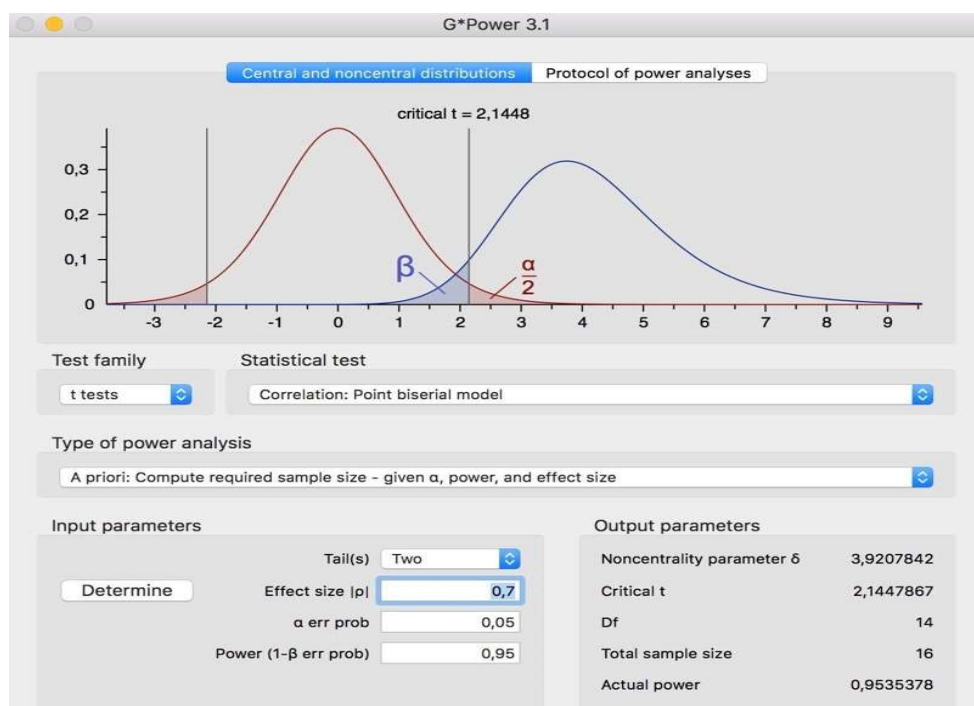 G*Power 3.1
Central and noncentral distributions Protocol of power analyses
critical t = 2,1448
0,3
0,2
0,1
0
β
α
2
-3 -2 -1 0 1 2 3 4 5 6 7 8 9
Test family Statistical test
t tests Correlation: Point biserial model
Type of power analysis
A priori: Compute required sample size - given α, power, and effect size
Input parameters Output parameters
Tail(s) Two Noncentrality parameter δ 3,9207842
Determine Effect size |ρ| 0,7 Critical t 2,1447867
α err prob 0,05 Df 14
Power (1-β err prob) 0,95 Total sample size 16
Actual power 0,9535378